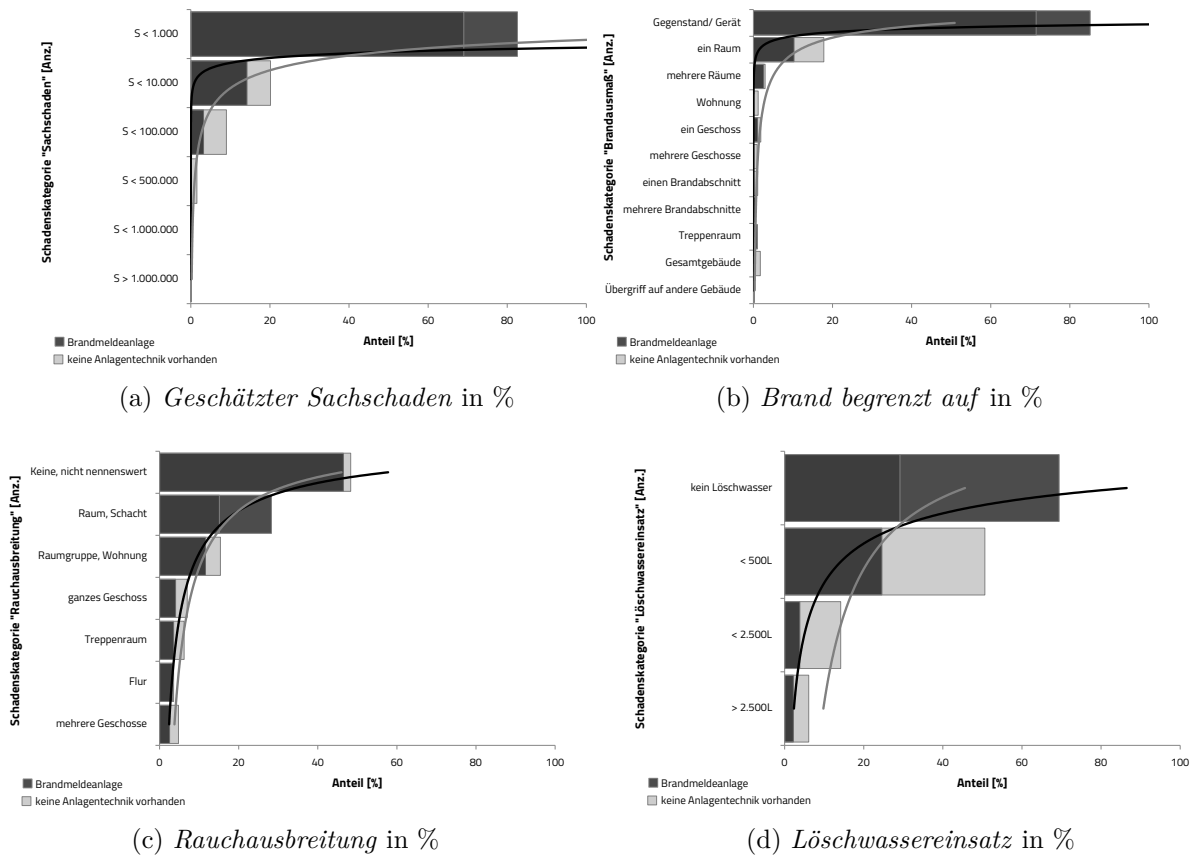 Schadenskategorie "Sachschaden" [Anz.]
S < 1.000
S < 10.000
S < 100.000
S < 500.000
S < 1.000.000
S > 1.000.000
0 20 40 60 80 100
Anteil [%]
Brandmeldeanlage
keine Anlagentechnik vorhanden
(a) Geschätzter Sachschaden in %
Schadenskategorie "Brandausmaß" [Anz.]
Gegenstand/ Gerät
ein Raum
mehrere Räume
Wohnung
ein Geschoss
mehrere Geschosse
einen Brandabschnitt
mehrere Brandabschnitte
Treppenraum
Gesamtgebäude
Übergriff auf andere Gebäude
0 20 40 60 80 100
Anteil [%]
Brandmeldeanlage
keine Anlagentechnik vorhanden
(b) Brand begrenzt auf in %
Schadenskategorie "Rauchausbreitung" [Anz.]
Keine, nicht nennenswert
Raum, Schacht
Raumgruppe, Wohnung
ganzes Geschoss
Treppenraum
Flur
mehrere Geschosse
0 20 40 60 80 100
Anteil [%]
Brandmeldeanlage
keine Anlagentechnik vorhanden
(c) Rauchausbreitung in %
Schadenskategorie "Löschwassereinsatz" [Anz.]
kein Löschwasser
< 500L
< 2.500L
> 2.500L
0 20 40 60 80 100
Anteil [%]
Brandmeldeanlage
keine Anlagentechnik vorhanden
(d) Löschwassereinsatz in %